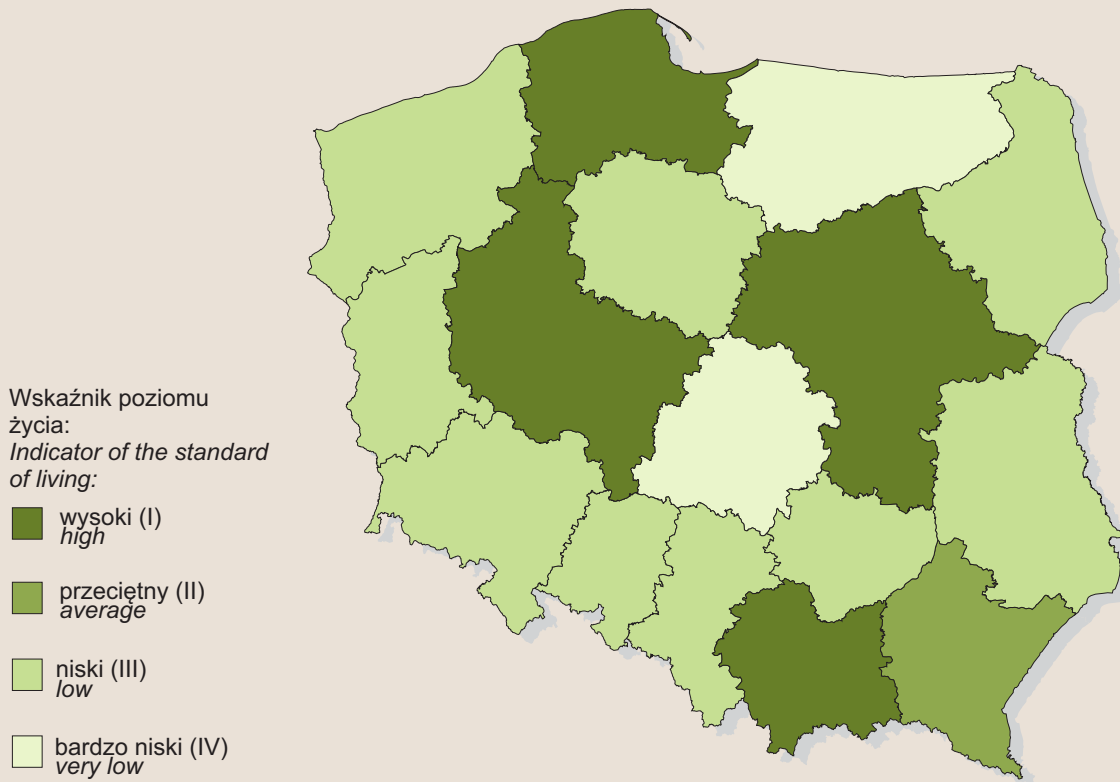 Wskaźnik poziomu
życia:
Indicator of the standard
of living:
wysoki (I)
high
przeciętny (II)
average
niski (III)
low
bardzo niski (IV)
very low